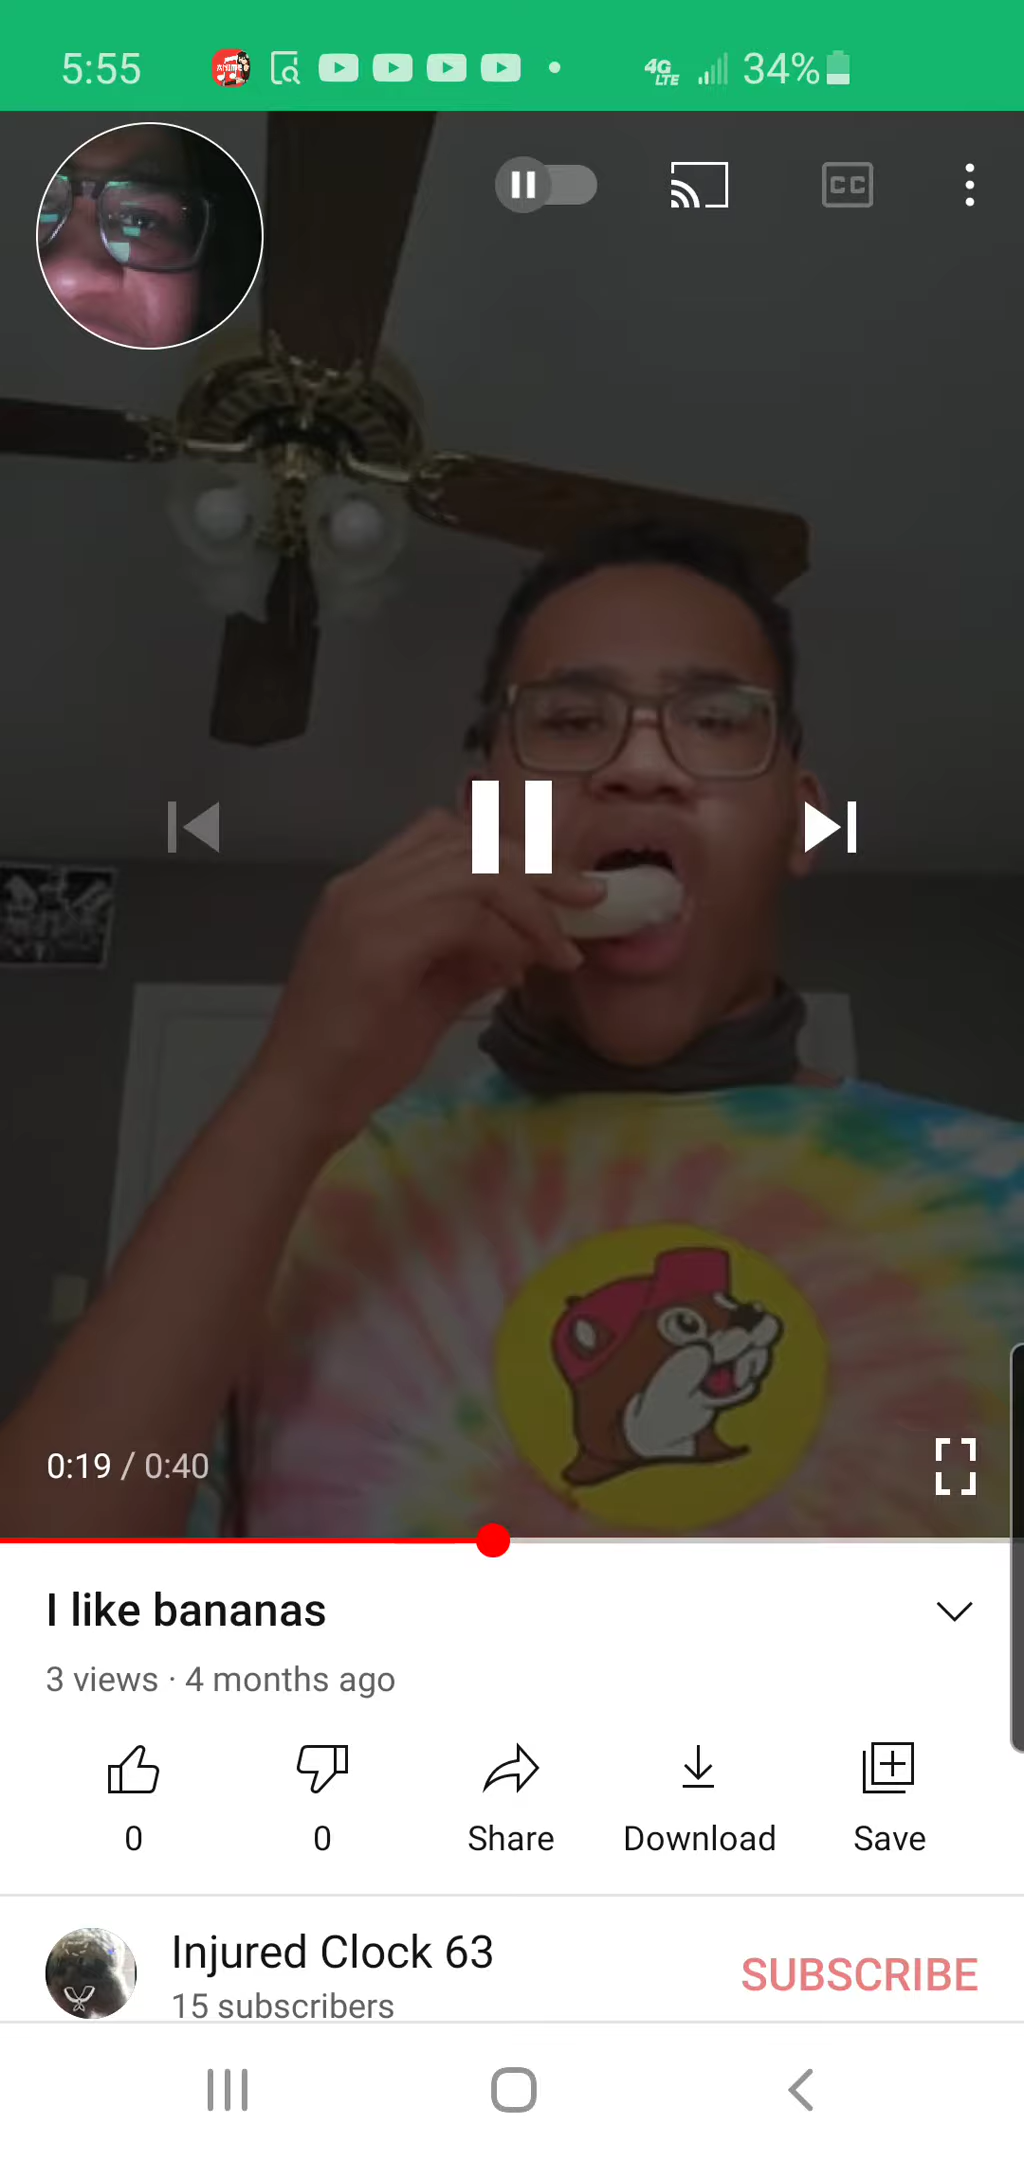 5:55
4G LTE
34%
CC
0:19 / 0:40
I like bananas
3 views · 4 months ago
0
0
Share
Download
Save
Injured Clock 63
15 subscribers
SUBSCRIBE